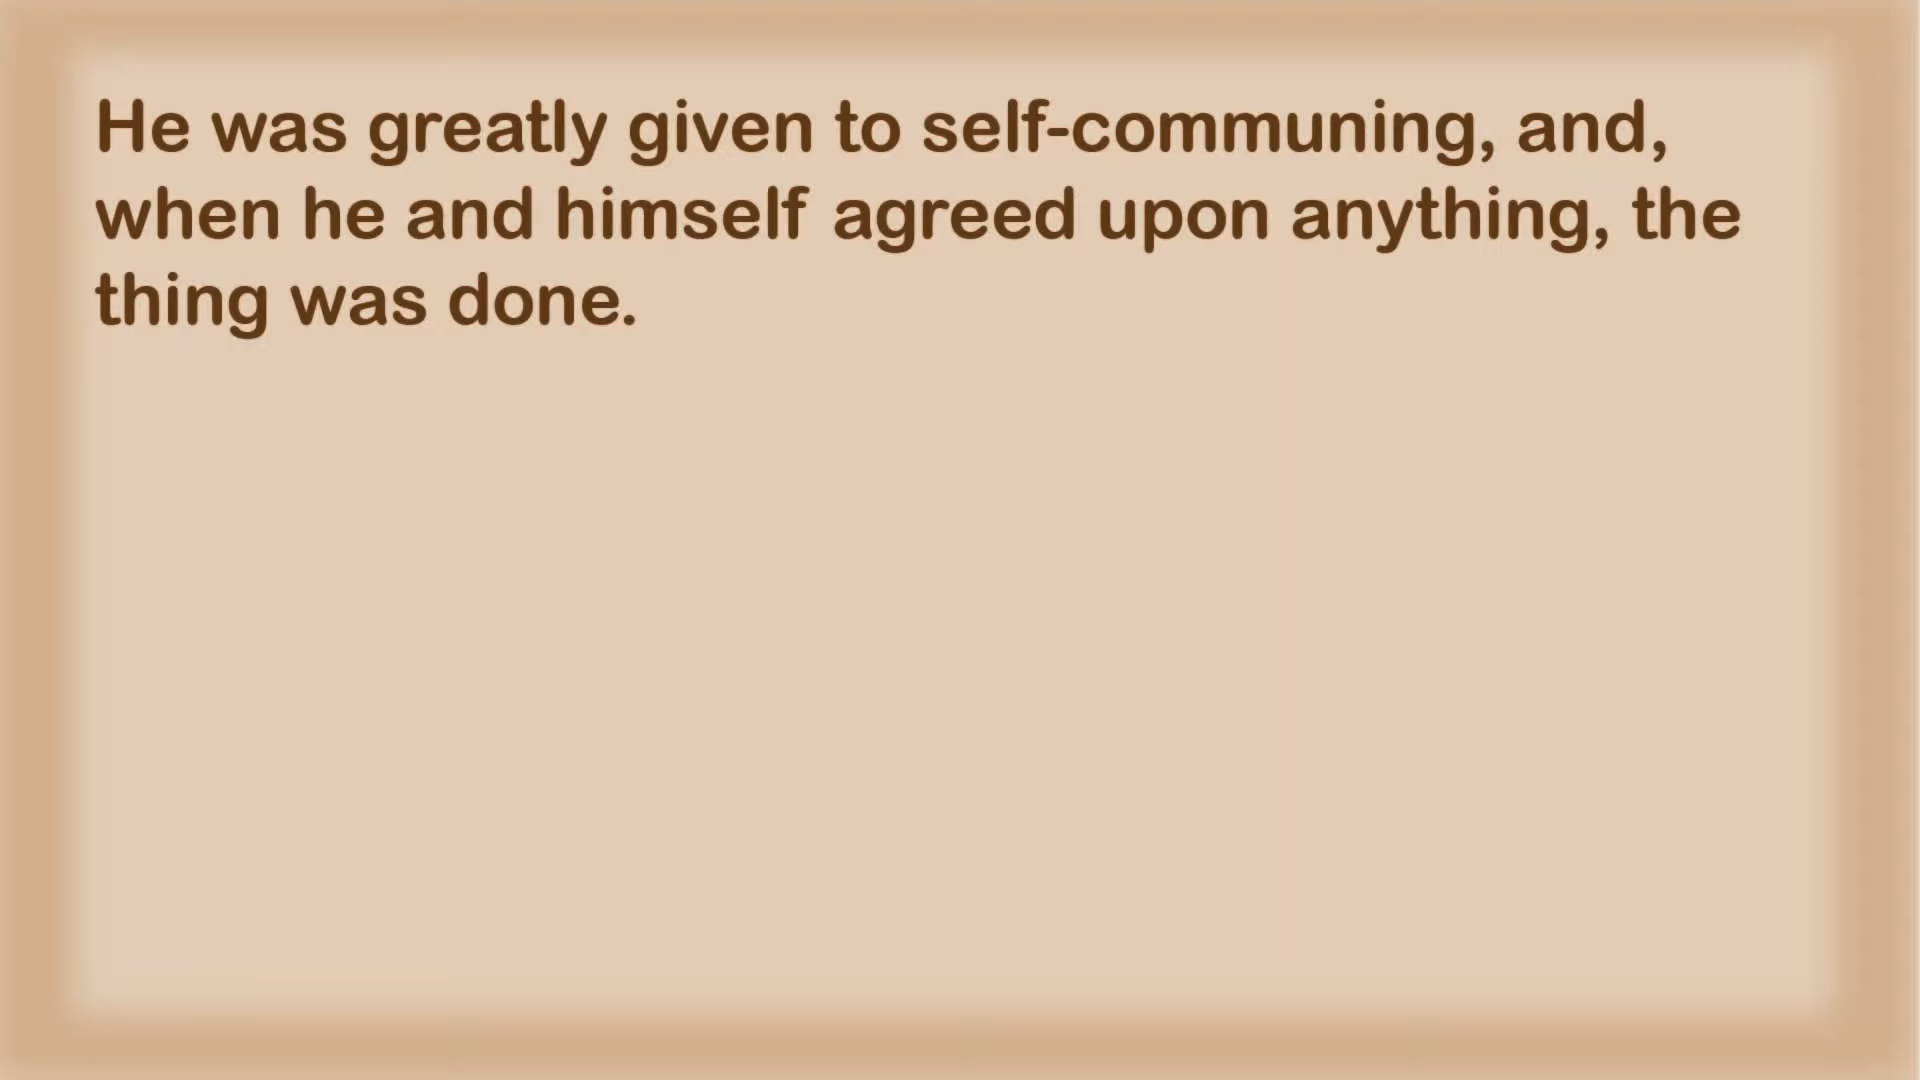 He was greatly given to self-communing, and,
when he and himself agreed upon anything, the
thing was done.